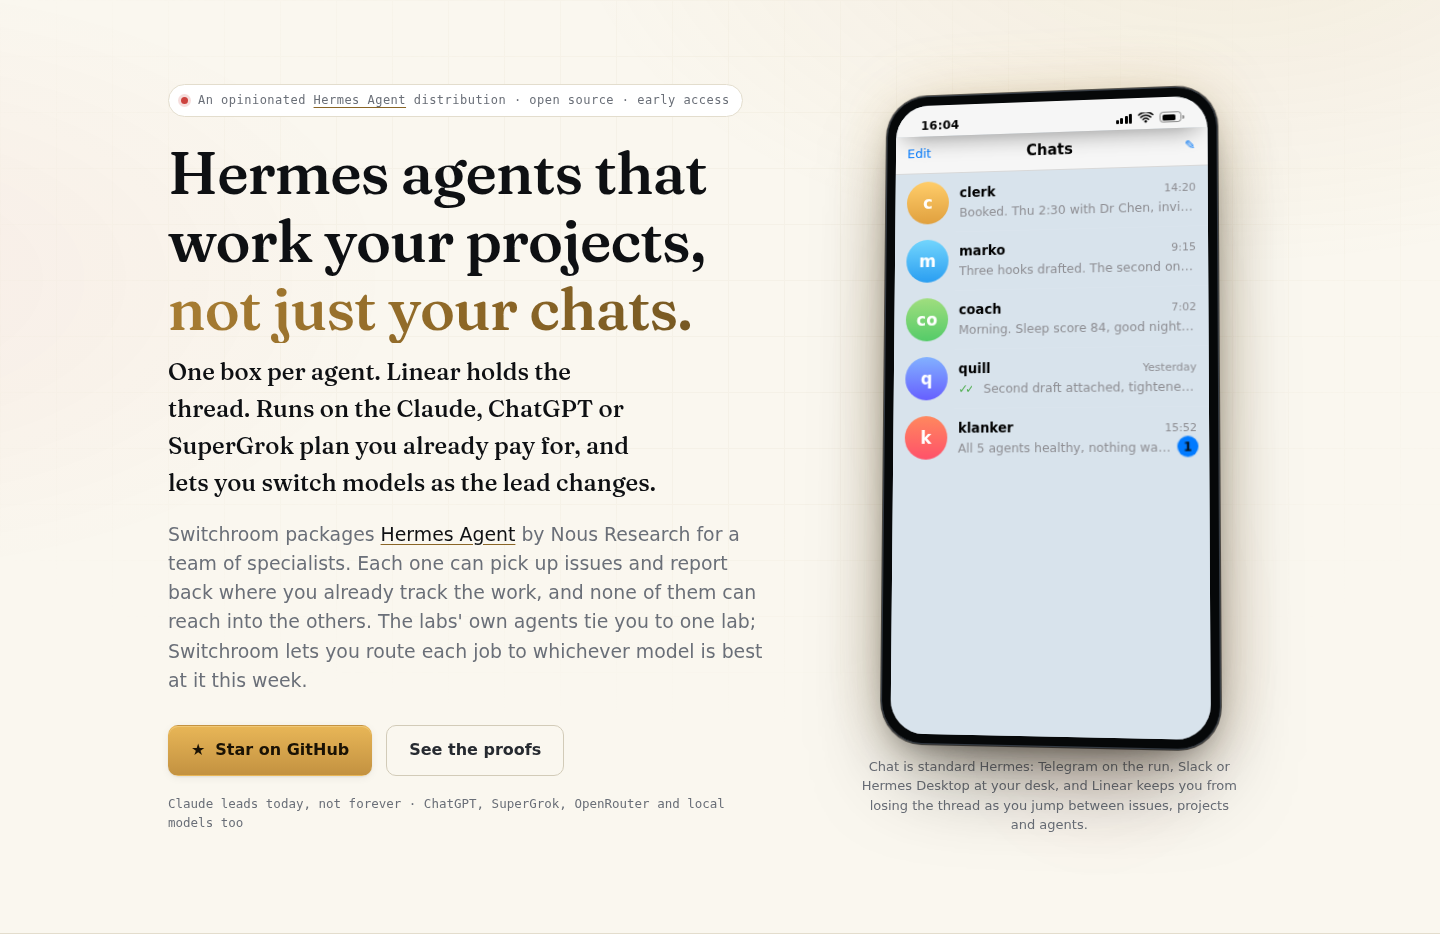 An opinionated Hermes Agent distribution · open source · early access
Hermes agents that
work your projects,
not just your chats.
One box per agent. Linear holds the
thread. Runs on the Claude, ChatGPT or
SuperGrok plan you already pay for, and
lets you switch models as the lead changes.
Switchroom packages Hermes Agent by Nous Research for a
team of specialists. Each one can pick up issues and report
back where you already track the work, and none of them can
reach into the others. The labs' own agents tie you to one lab;
Switchroom lets you route each job to whichever model is best
at it this week.
★ Star on GitHub
See the proofs
Claude leads today, not forever · ChatGPT, SuperGrok, OpenRouter and local
models too
16:04
Edit
Chats
✎
c
clerk
14:20
Booked. Thu 2:30 with Dr Chen, invi…
m
marko
9:15
Three hooks drafted. The second on…
co
coach
7:02
Morning. Sleep score 84, good night…
q
quill
Yesterday
✓✓ Second draft attached, tightene…
k
klanker
15:52
All 5 agents healthy, nothing wa…
1
Chat is standard Hermes: Telegram on the run, Slack or
Hermes Desktop at your desk, and Linear keeps you from
losing the thread as you jump between issues, projects
and agents.